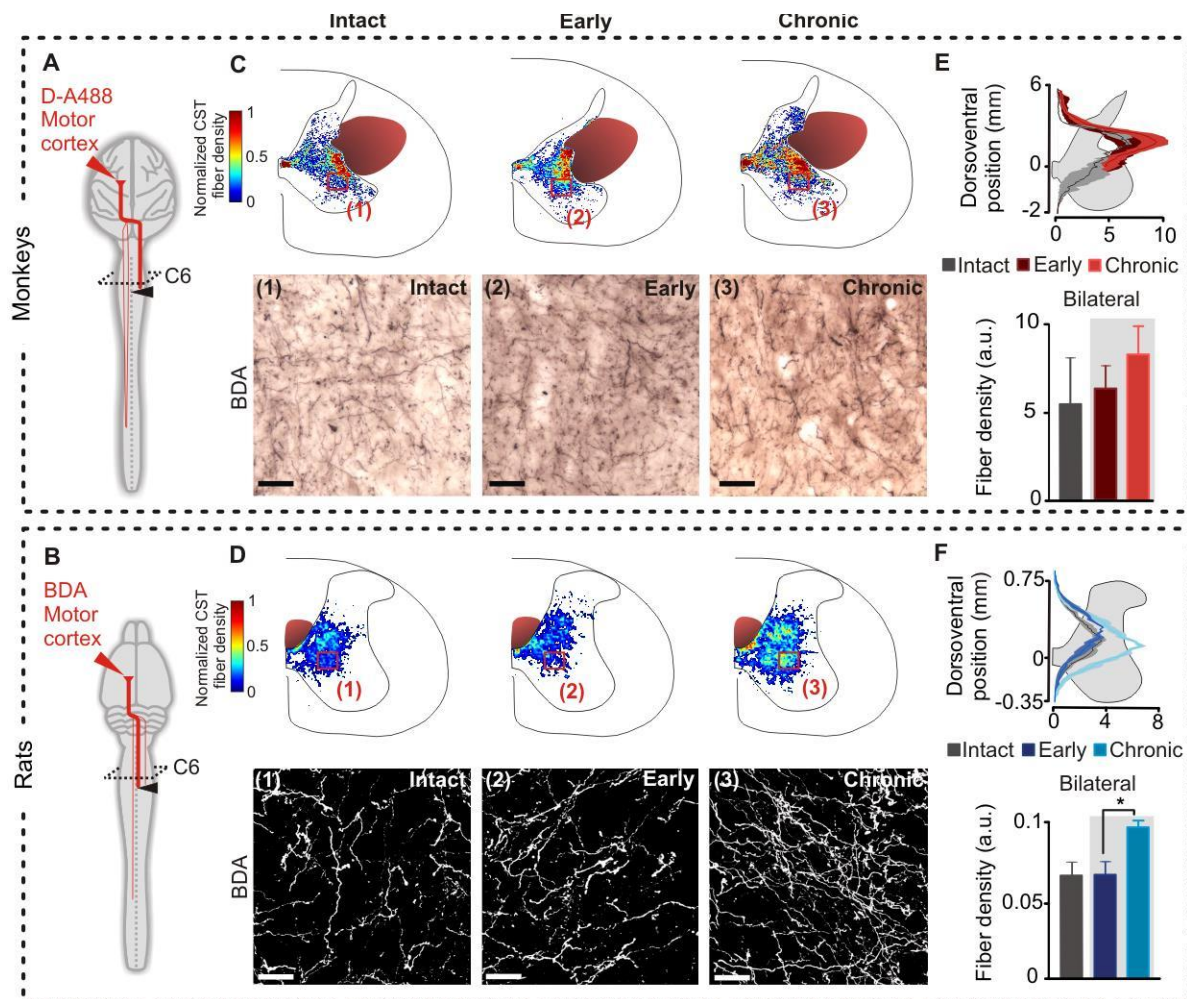 Intact
Early
Chronic
Monkeys
A
D-A488
Motor
cortex
C6
C
Normalized CST
fiber density
1
0.5
0
(1)
(2)
(3)
BDA
(1)
Intact
(2)
Early
(3)
Chronic
E
Dorsoventral
position (mm)
6
0
-2
0
5
10
Intact
Early
Chronic
Bilateral
Fiber density (a.u.)
10
5
0
Rats
B
BDA
Motor
cortex
C6
D
Normalized CST
fiber density
1
0.5
0
(1)
(2)
(3)
BDA
(1)
Intact
(2)
Early
(3)
Chronic
F
Dorsoventral
position (mm)
0.75
0
-0.35
0
4
8
Intact
Early
Chronic
Bilateral
*
Fiber density (a.u.)
0.1
0.05
0